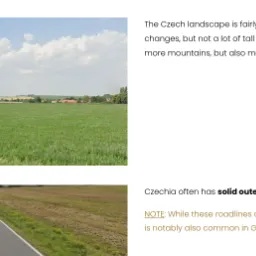 The Czech landscape is fairly
changes, but not a lot of tall
more mountains, but also m
Czechia often has solid oute
NOTE: While these roadlines
is notably also common in G